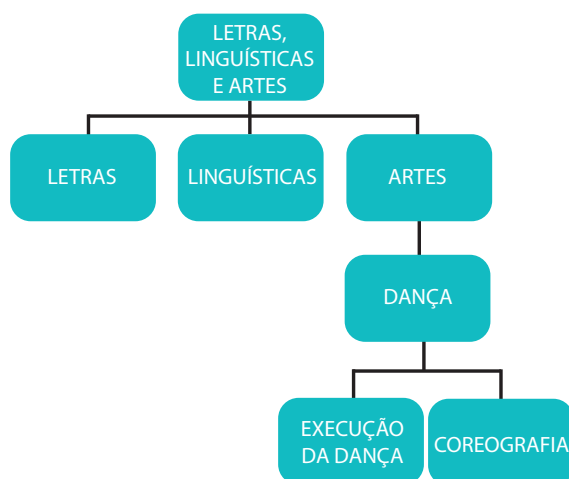 LETRAS,
LINGUÍSTICAS
E ARTES
LETRAS
LINGUÍSTICAS
ARTES
DANÇA
EXECUÇÃO
DA DANÇA
COREOGRAFIA